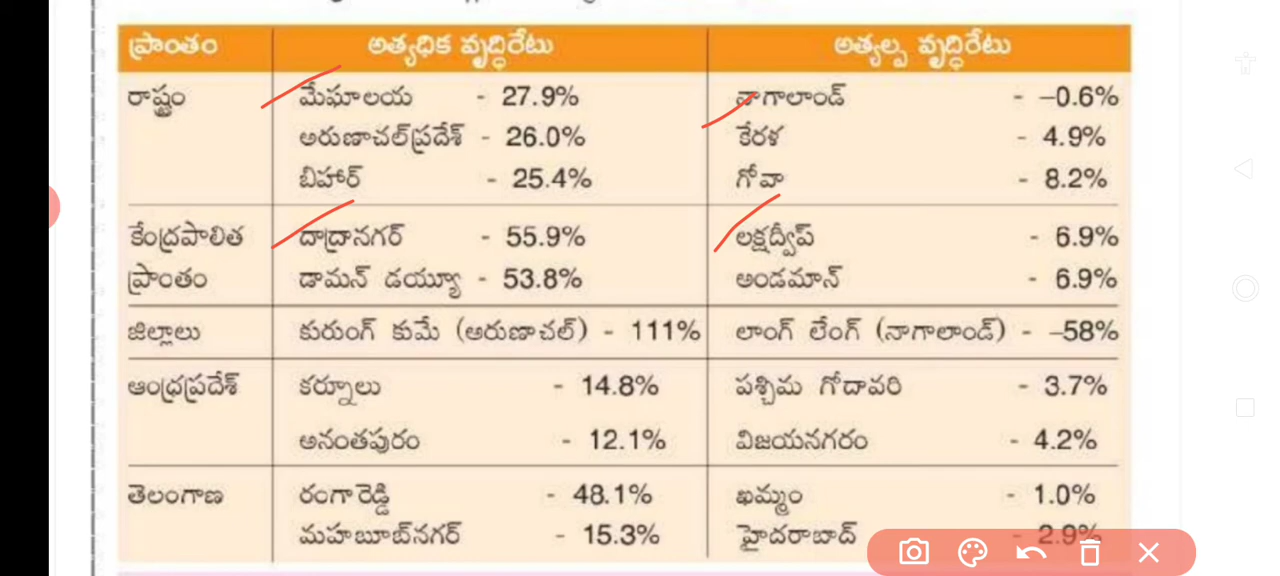 ప్రాంతం అత్యధిక వృద్ధిరేటు అత్యల్ప వృద్ధిరేటు
రాష్ట్రం మేఘాలయ - 27.9% నాగాలాండ్ - –0.6%
అరుణాచల్‌ప్రదేశ్ - 26.0% కేరళ - 4.9%
బిహార్ - 25.4% గోవా - 8.2%
కేంద్రపాలిత దాద్రానగర్ - 55.9% లక్షద్వీప్ - 6.9%
ప్రాంతం డామన్ డయ్యూ - 53.8% అండమాన్ - 6.9%
జిల్లాలు కురుంగ్ కుమే (అరుణాచల్) - 111% లాంగ్ లేంగ్ (నాగాలాండ్) - –58%
ఆంధ్రప్రదేశ్ కర్నూలు - 14.8% పశ్చిమ గోదావరి - 3.7%
అనంతపురం - 12.1% విజయనగరం - 4.2%
తెలంగాణ రంగారెడ్డి - 48.1% ఖమ్మం - 1.0%
మహబూబ్‌నగర్ - 15.3% హైదరాబాద్ - 2.9%